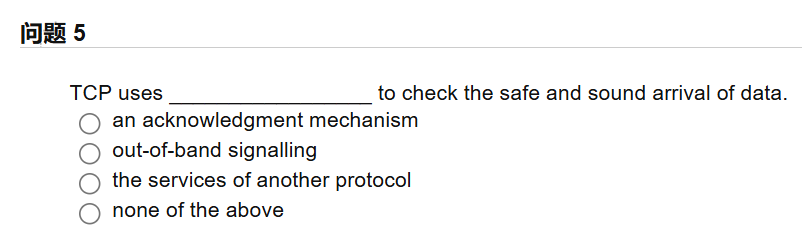 问题 5
TCP uses _________________ to check the safe and sound arrival of data.
an acknowledgment mechanism
out-of-band signalling
the services of another protocol
none of the above